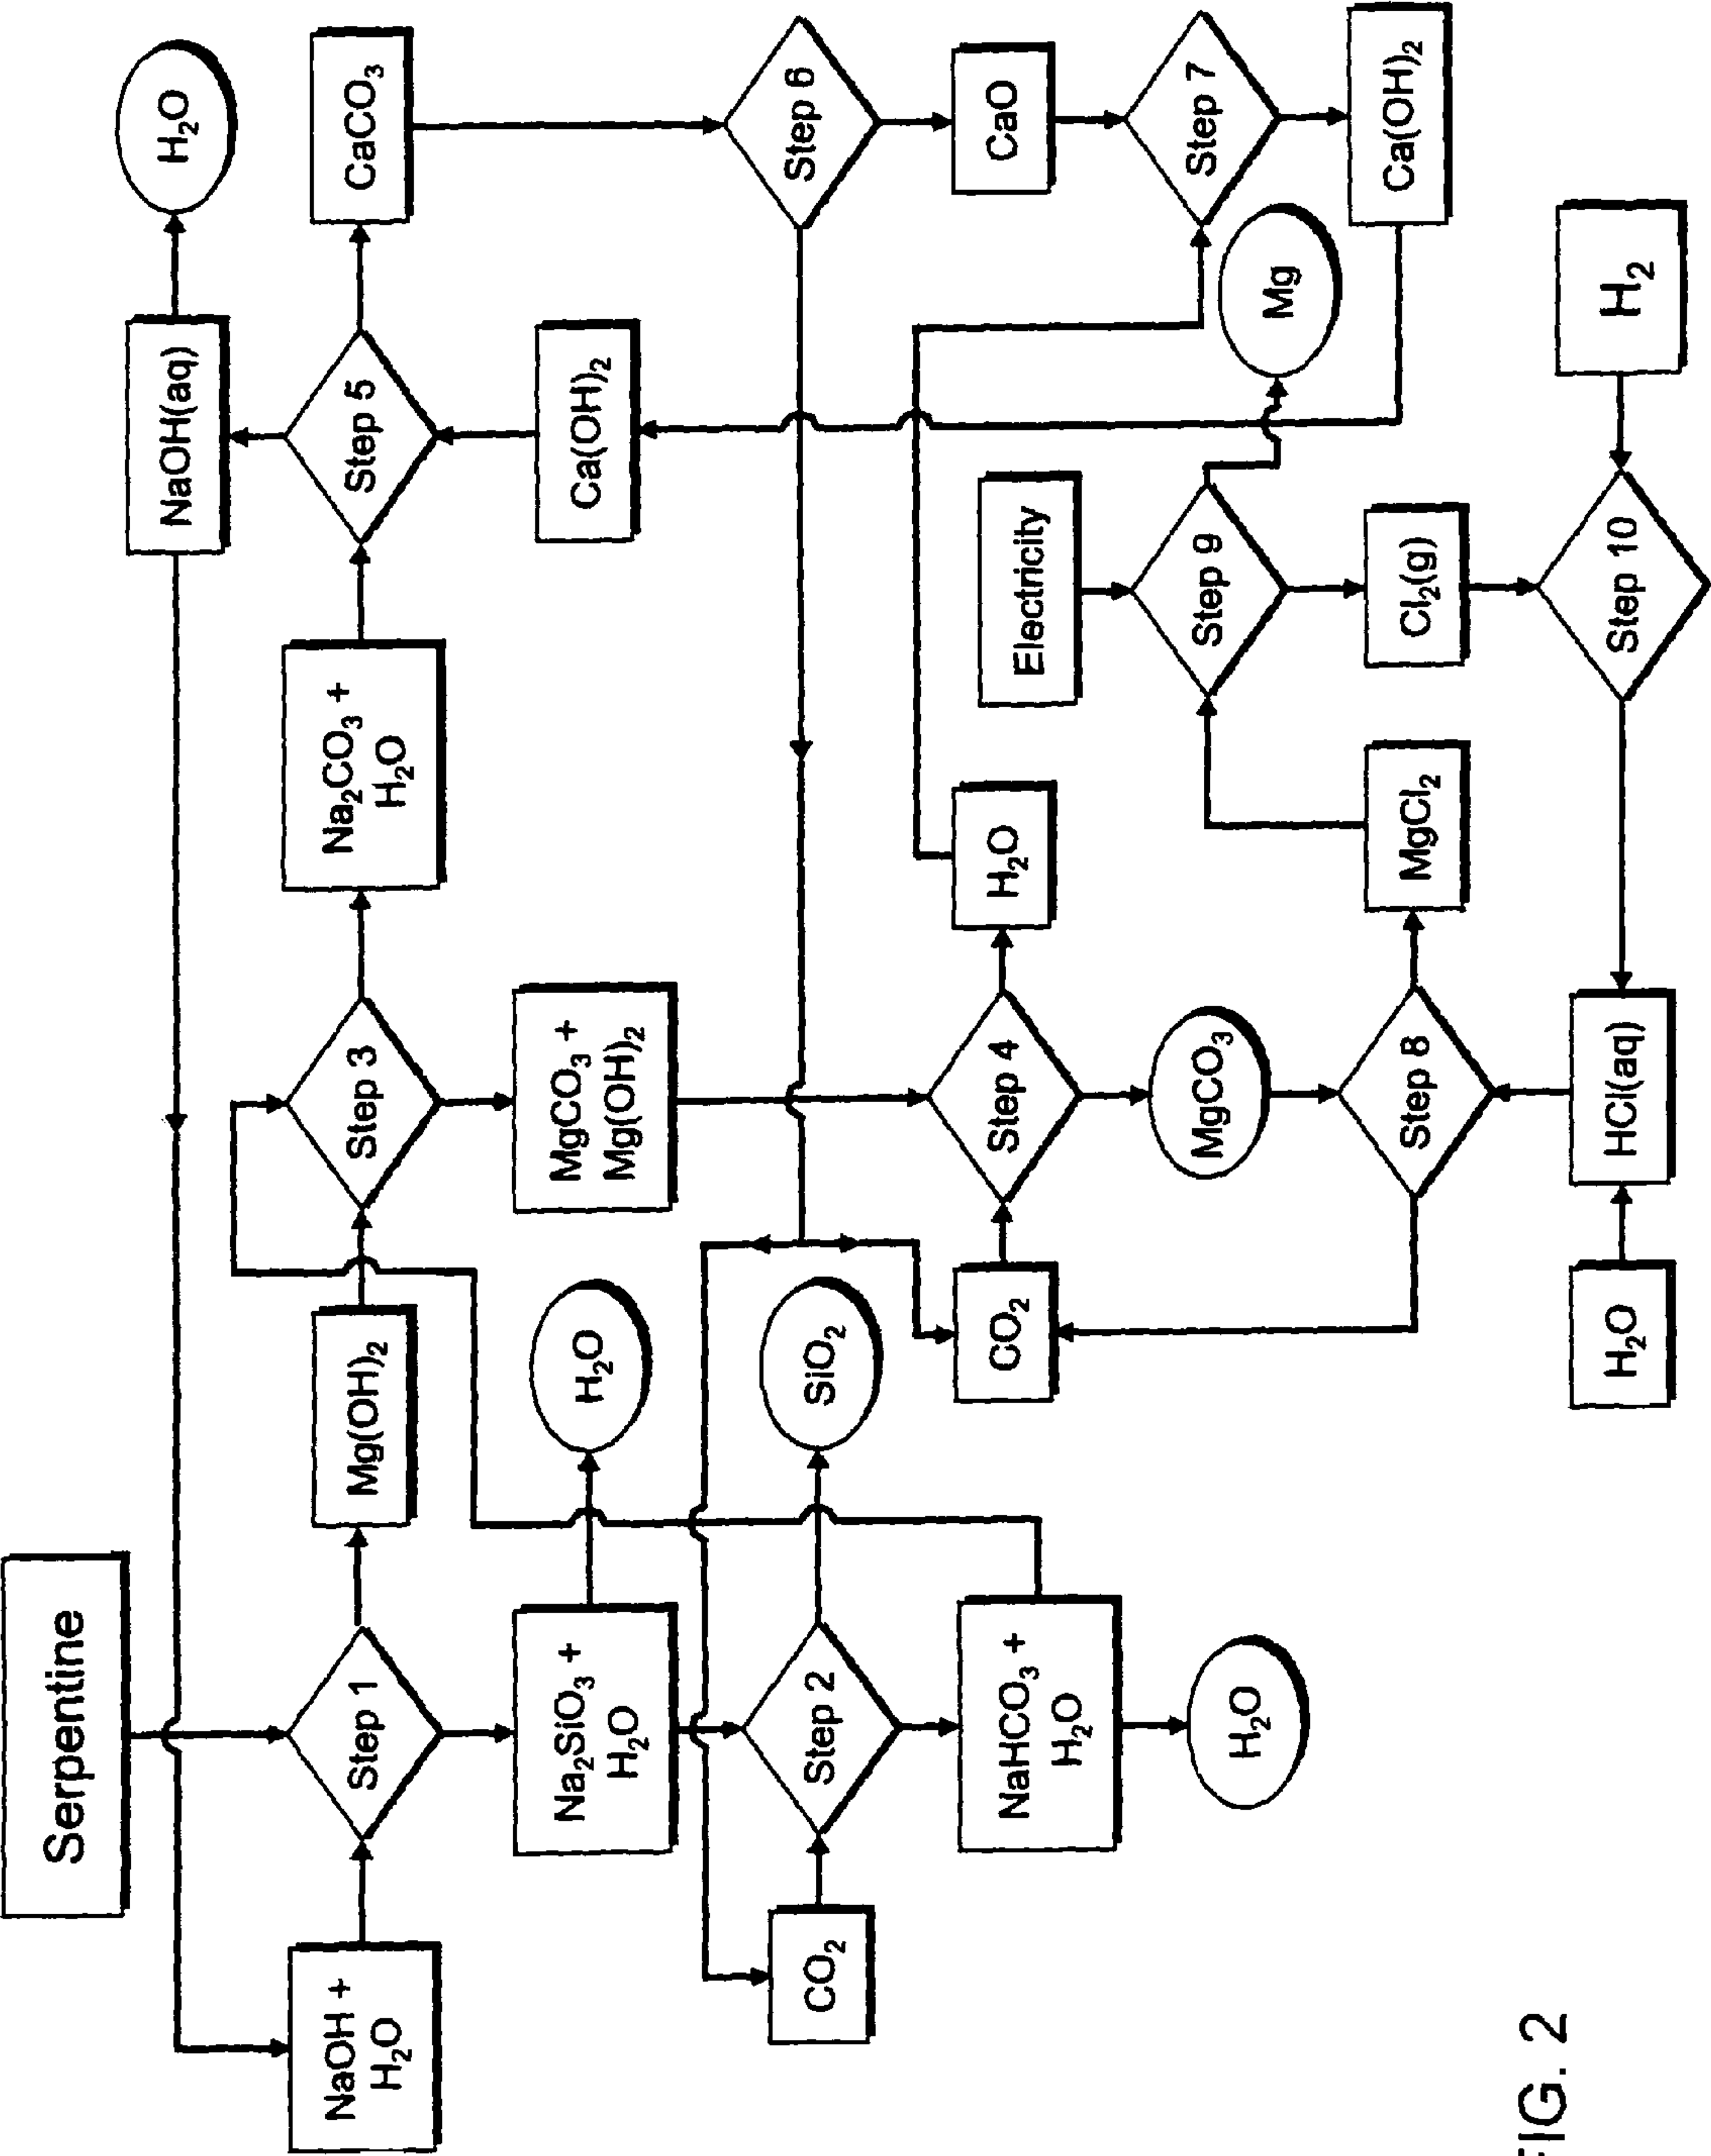 Serpentine
NaOH(aq)
H₂O
NaOH +
H₂O
Step 1
Mg(OH)₂
Step 3
Na₂CO₃ +
H₂O
Step 5
CaCO₃
Na₂SiO₃ +
H₂O
H₂O
MgCO₃ +
Mg(OH)₂
Ca(OH)₂
CO₂
Step 2
SiO₂
Step 6
NaHCO₃ +
H₂O
CO₂
Step 4
H₂O
Electricity
CaO
H₂O
MgCO₃
Step 9
Mg
Step 7
Step 8
MgCl₂
Cl₂(g)
Ca(OH)₂
H₂O
HCl(aq)
Step 10
H₂
FIG. 2